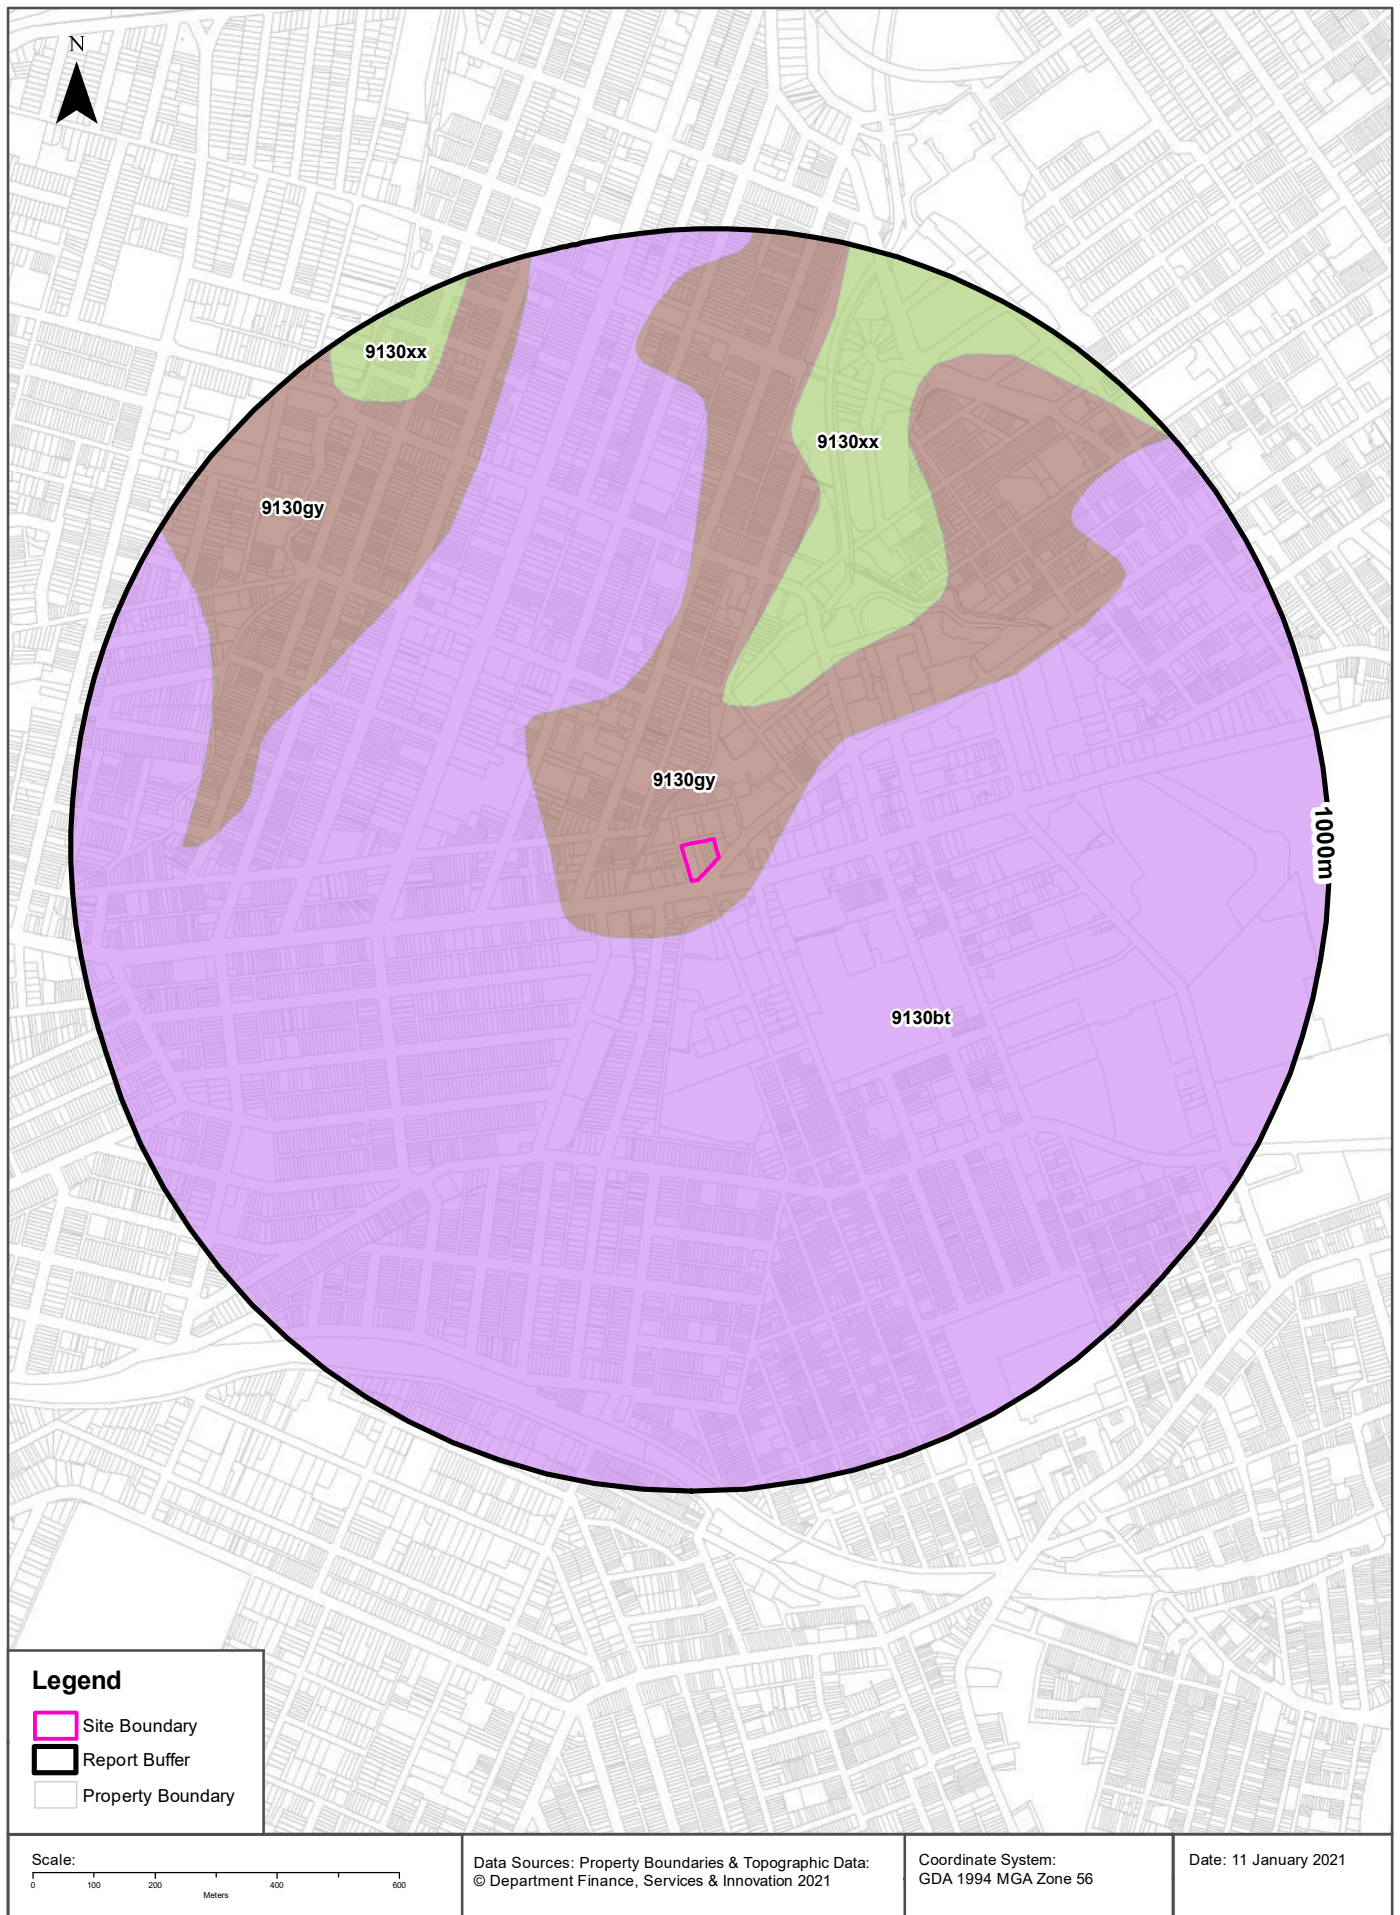 N
9130xx
9130xx
9130gy
9130gy
1000m
9130bt
Legend
Site Boundary
Report Buffer
Property Boundary
Scale:
0 100 200 400 600
Meters
Data Sources: Property Boundaries & Topographic Data:
© Department Finance, Services & Innovation 2021
Coordinate System:
GDA 1994 MGA Zone 56
Date: 11 January 2021